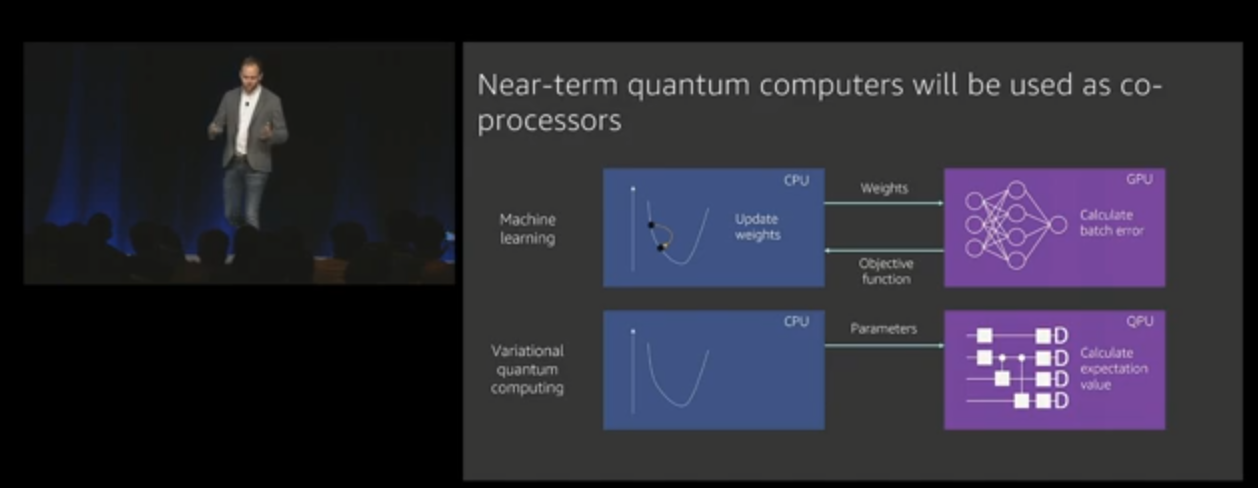 Near-term quantum computers will be used as co-
processors
Machine
learning
CPU
Update
weights
Weights
Objective
function
GPU
Calculate
batch error
Variational
quantum
computing
CPU
Parameters
QPU
Calculate
expectation
value